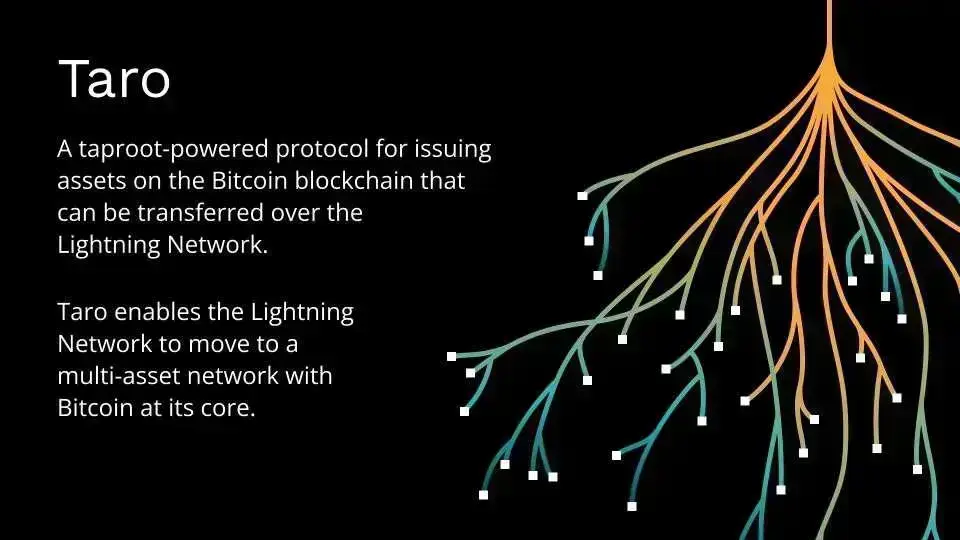 Taro
A taproot-powered protocol for issuing
assets on the Bitcoin blockchain that
can be transferred over the
Lightning Network.
Taro enables the Lightning
Network to move to a
multi-asset network with
Bitcoin at its core.